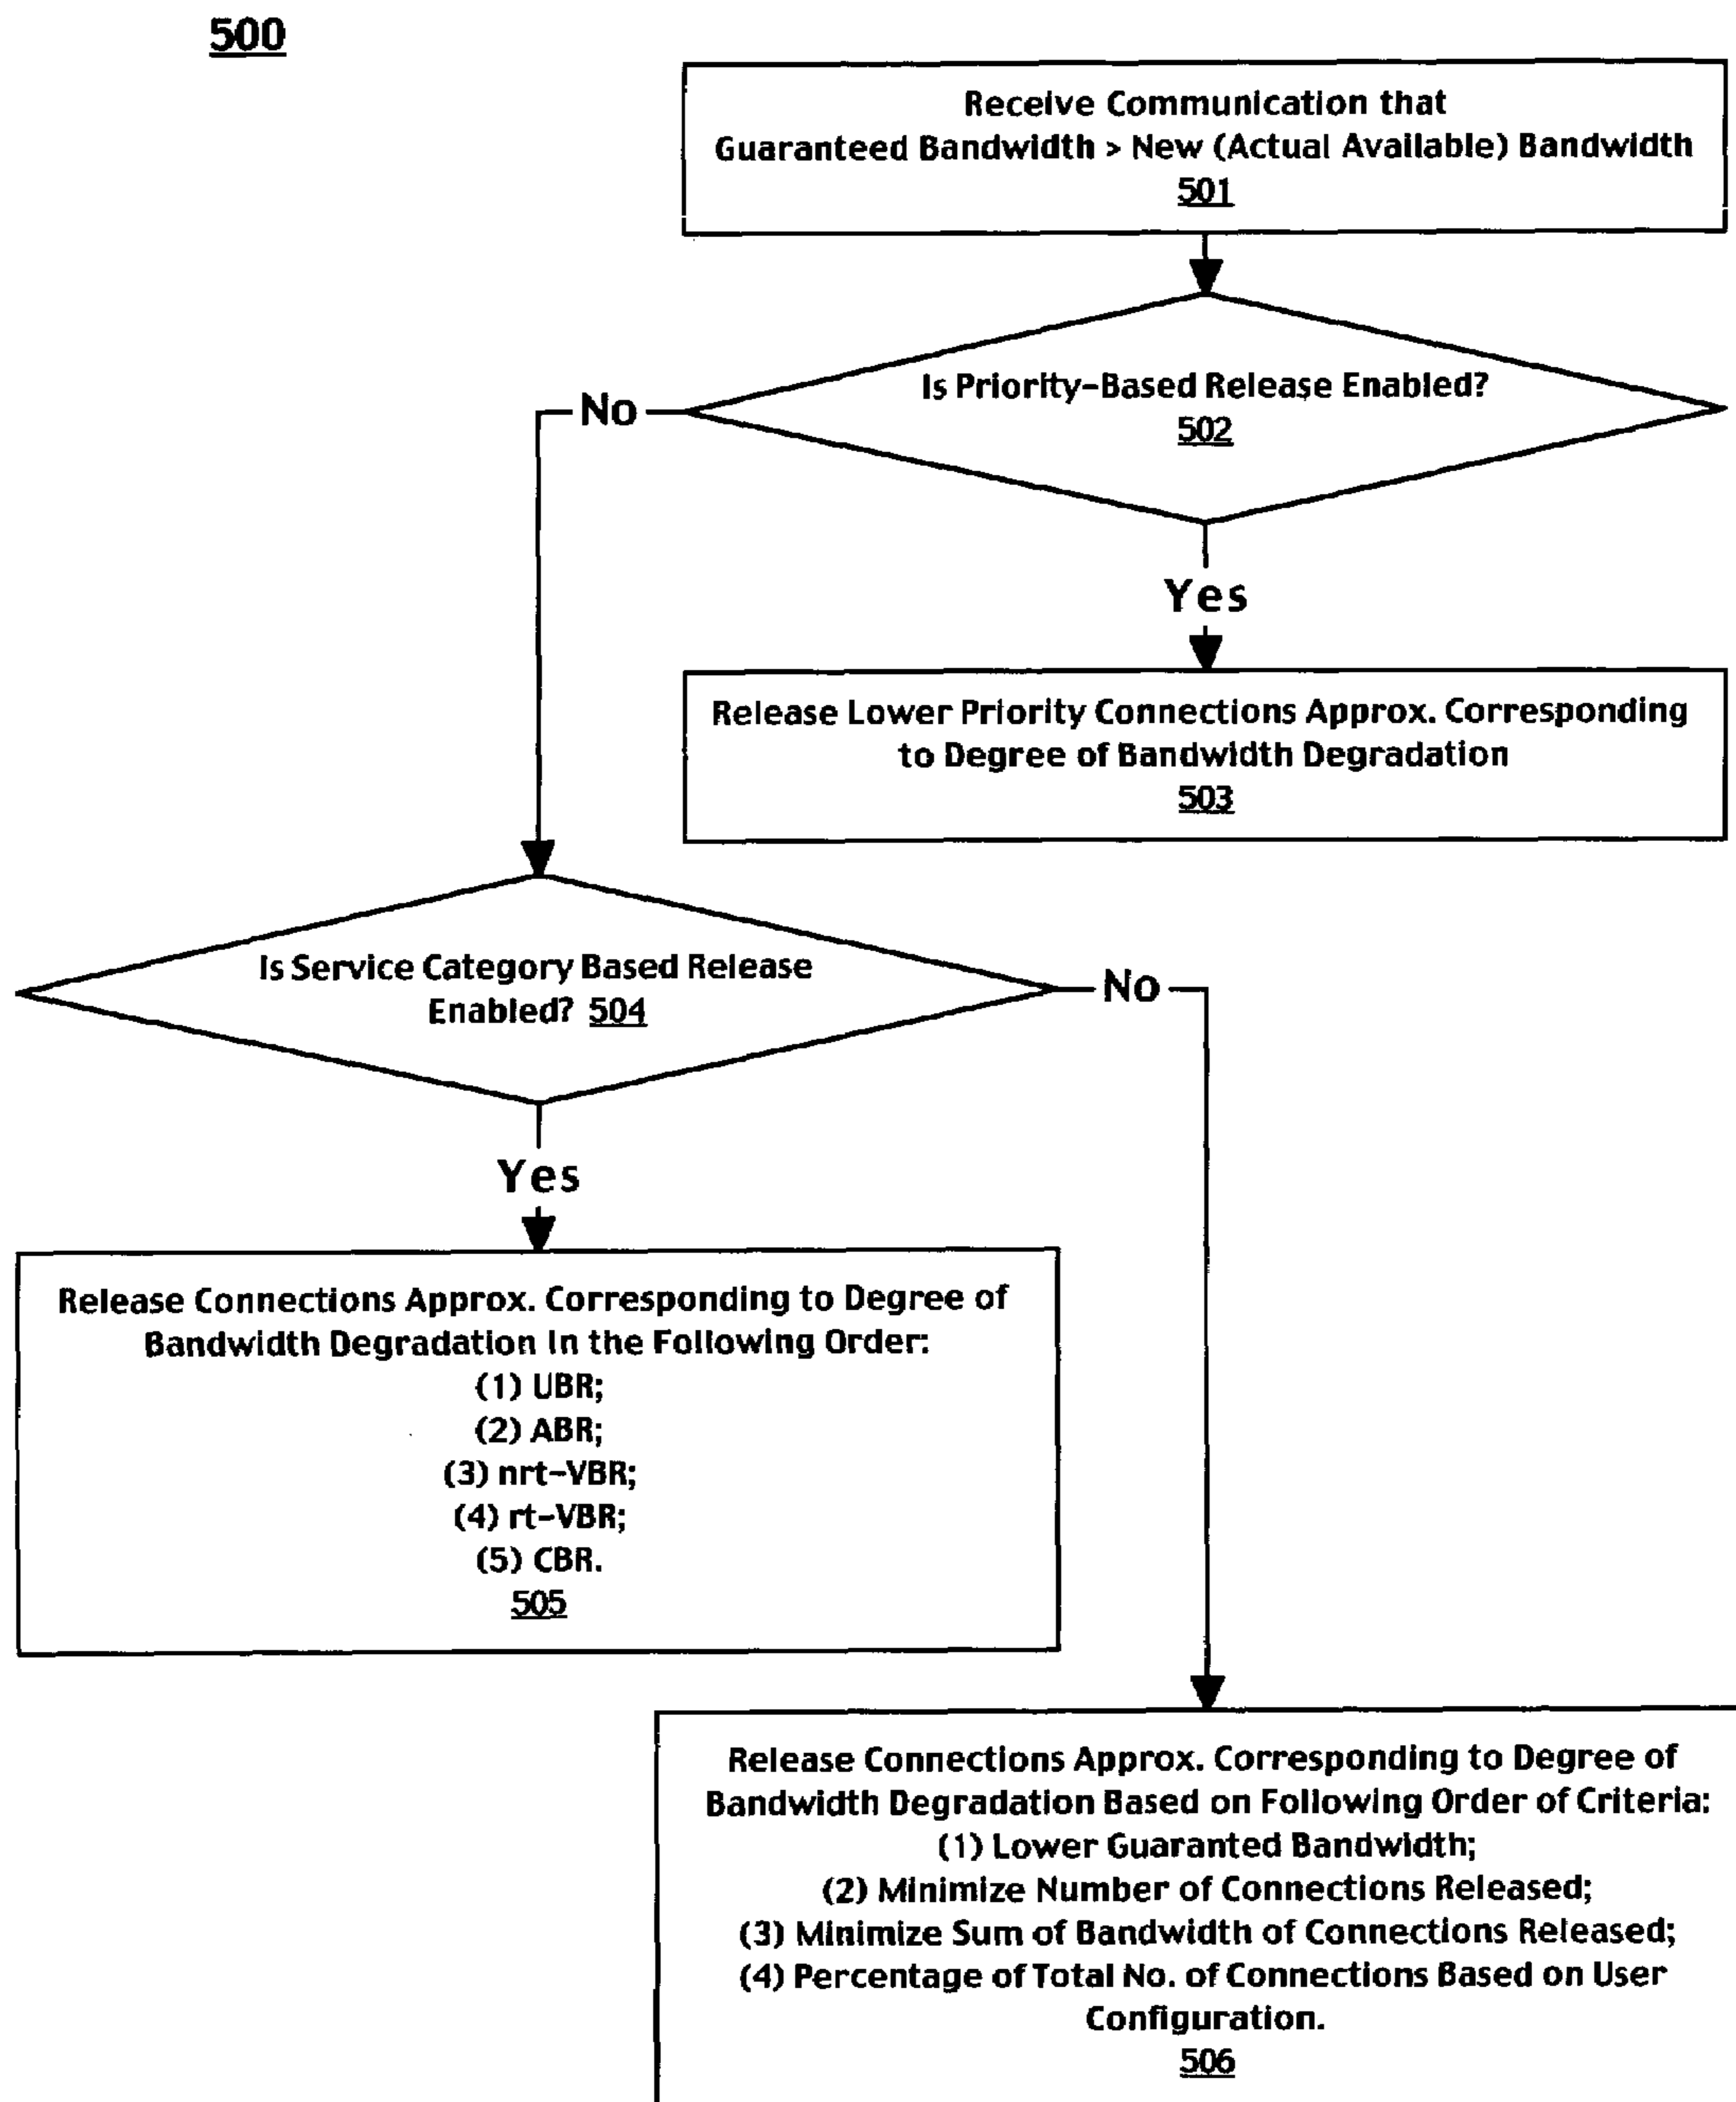 500
Receive Communication that
Guaranteed Bandwidth > New (Actual Available) Bandwidth
501
Is Priority-Based Release Enabled?
502
No
Yes
Release Lower Priority Connections Approx. Corresponding
to Degree of Bandwidth Degradation
503
Is Service Category Based Release
Enabled? 504
No
Yes
Release Connections Approx. Corresponding to Degree of
Bandwidth Degradation In the Following Order:
(1) UBR;
(2) ABR;
(3) nrt-VBR;
(4) rt-VBR;
(5) CBR.
505
Release Connections Approx. Corresponding to Degree of
Bandwidth Degradation Based on Following Order of Criteria:
(1) Lower Guaranted Bandwidth;
(2) Minimize Number of Connections Released;
(3) Minimize Sum of Bandwidth of Connections Released;
(4) Percentage of Total No. of Connections Based on User
Configuration.
506